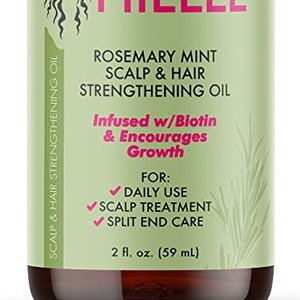 MIELLE
ROSEMARY MINT
SCALP & HAIR
STRENGTHENING OIL
Infused w/Biotin
& Encourages
Growth
FOR:
✓ DAILY USE
✓ SCALP TREATMENT
✓ SPLIT END CARE
2 fl. oz. (59 mL)
SCALP & HAIR STRENGTHENING OIL